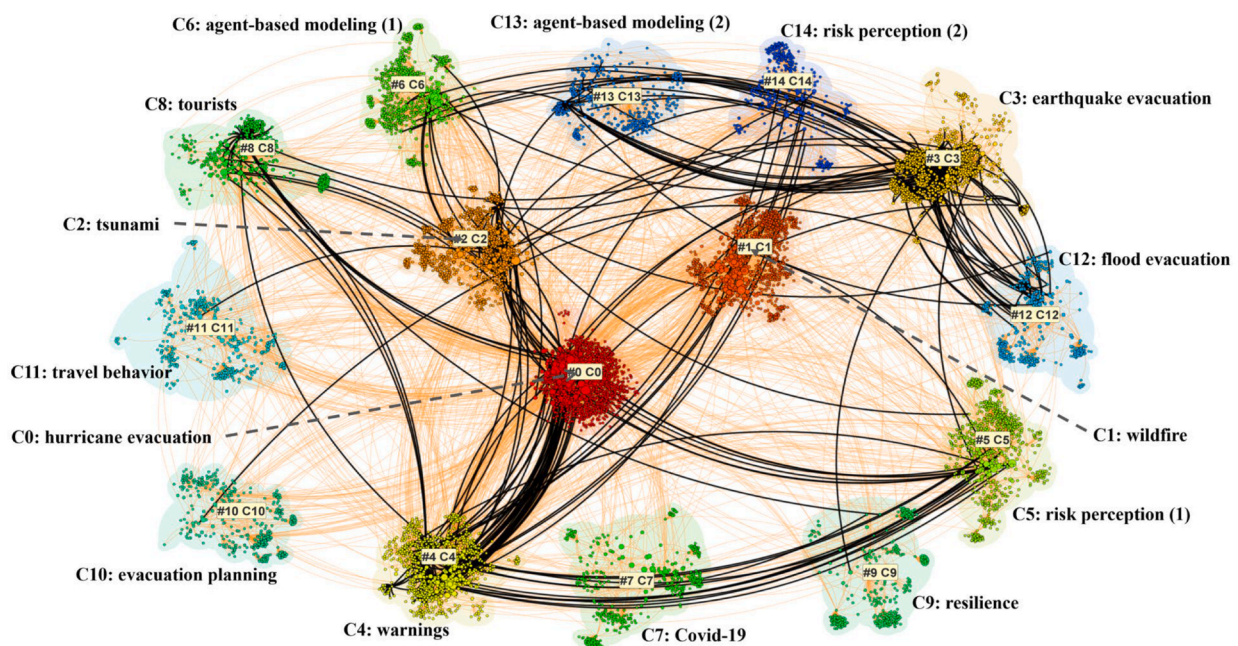 C6: agent-based modeling (1)
C13: agent-based modeling (2)
C14: risk perception (2)
C8: tourists
C3: earthquake evacuation
#6 C6
#13 C13
#14 C14
#8 C8
#3 C3
C2: tsunami
#2 C2
#1 C1
C12: flood evacuation
#11 C11
#12 C12
C11: travel behavior
#0 C0
C0: hurricane evacuation
C1: wildfire
#5 C5
#10 C10
C5: risk perception (1)
C10: evacuation planning
#4 C4
#7 C7
#9 C9
C9: resilience
C4: warnings
C7: Covid-19